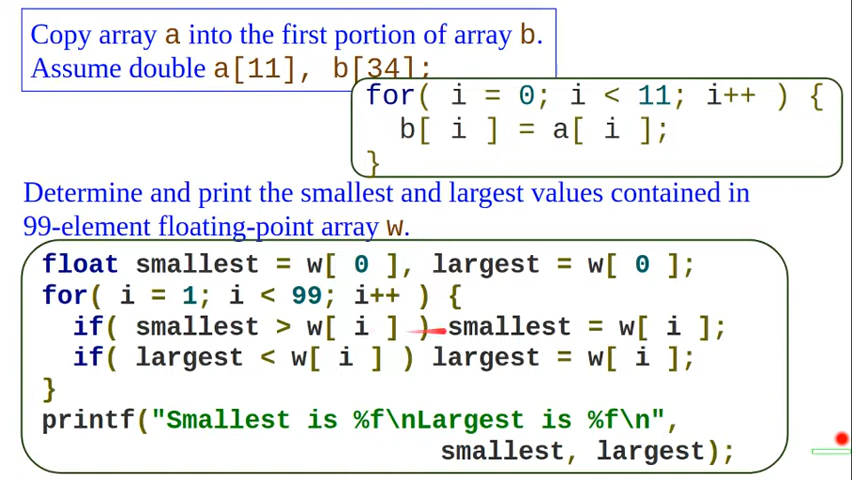 Copy array a into the first portion of array b.
Assume double a[11], b[34];
for( i = 0; i < 11; i++ ) {
b[ i ] = a[ i ];
}
Determine and print the smallest and largest values contained in
99-element floating-point array w.
float smallest = w[ 0 ], largest = w[ 0 ];
for( i = 1; i < 99; i++ ) {
if( smallest > w[ i ] ) smallest = w[ i ];
if( largest < w[ i ] ) largest = w[ i ];
}
printf("Smallest is %f\nLargest is %f\n",
smallest, largest);